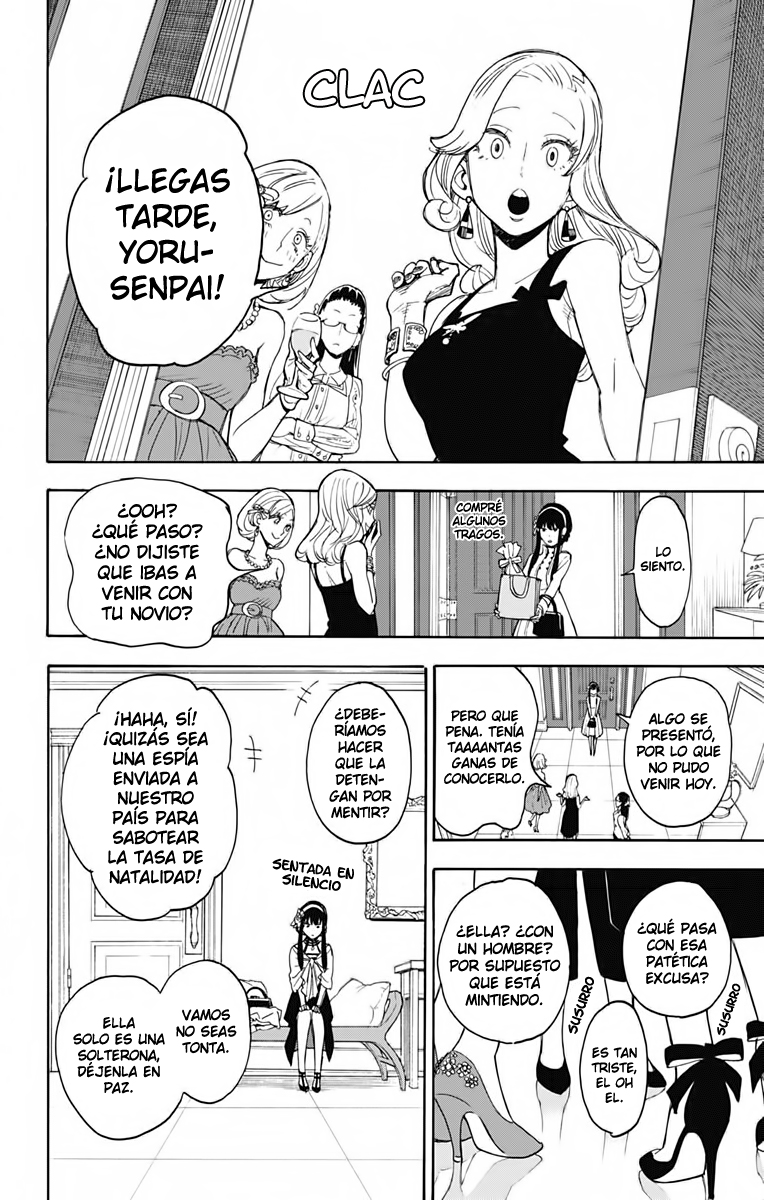 CLAC
¡LLEGAS
TARDE,
YORU-
SENPAI!
LO
SIENTO.
COMPRÉ
ALGUNOS
TRAGOS.
¿OOH?
¿QUÉ PASO?
¿NO DIJISTE
QUE IBAS A
VENIR CON
TU NOVIO?
ALGO SE
PRESENTÓ,
POR LO QUE
NO PUDO
VENIR HOY.
PERO QUE
PENA. TENÍA
TAAAANTAS
GANAS DE
CONOCERLO.
¿QUÉ PASA
CON ESA
PATÉTICA
EXCUSA?
SUSURRO
¿ELLA? ¿CON
UN HOMBRE?
POR SUPUESTO
QUE ESTÁ
MINTIENDO.
SUSURRO
ES TAN
TRISTE,
EL OH
EL.
¿DEBE-
RÍAMOS
HACER
QUE LA
DETEN-
GAN POR
MENTIR?
¡HAHA, SÍ!
¡QUIZÁS SEA
UNA ESPÍA
ENVIADA A
NUESTRO
PAÍS PARA
SABOTEAR
LA TASA DE
NATALIDAD!
SENTADA EN
SILENCIO
VAMOS
NO SEAS
TONTA.
ELLA
SOLO ES UNA
SOLTERONA,
DÉJENLA EN
PAZ.